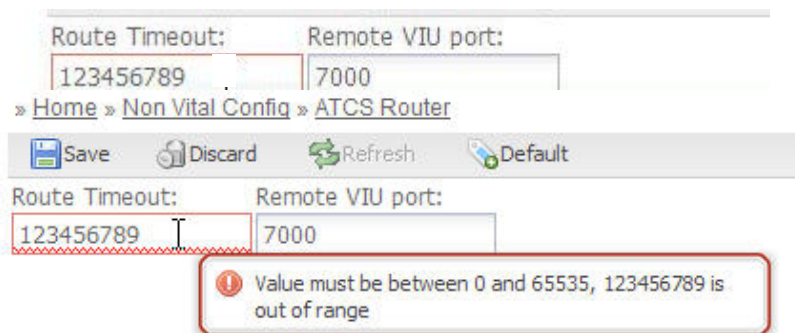 Route Timeout: Remote VIU port:
123456789 7000
» Home » Non Vital Config » ATCS Router
Save Discard Refresh Default
Route Timeout: Remote VIU port:
123456789 7000
Value must be between 0 and 65535, 123456789 is
out of range